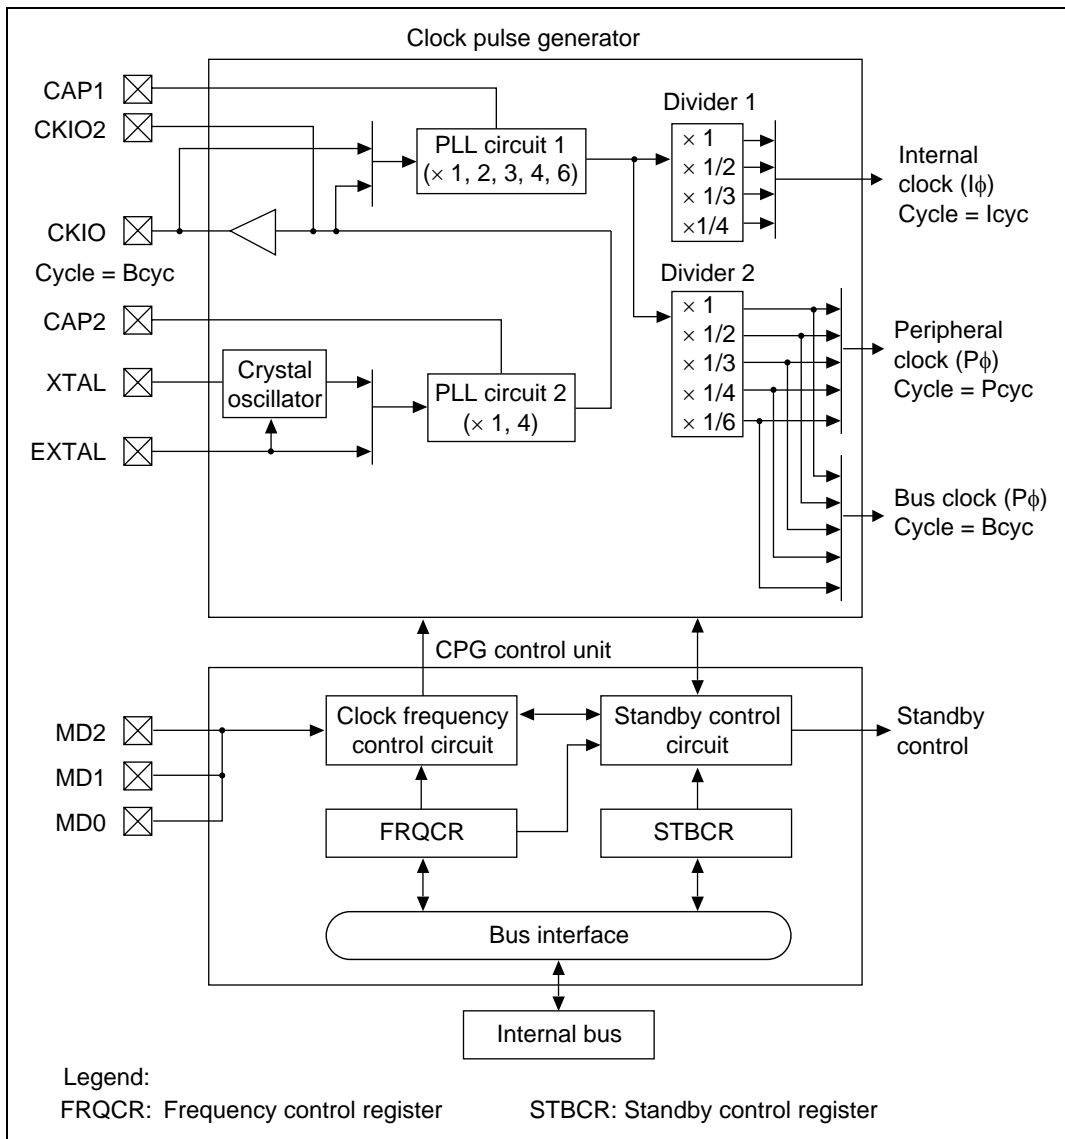 Clock pulse generator
CAP1
CKIO2
CKIO
Cycle = Bcyc
CAP2
XTAL
EXTAL
PLL circuit 1
(× 1, 2, 3, 4, 6)
Crystal
oscillator
PLL circuit 2
(× 1, 4)
Divider 1
× 1
× 1/2
× 1/3
×1/4
Divider 2
× 1
× 1/2
× 1/3
× 1/4
× 1/6
Internal
clock (Iϕ)
Cycle = Icyc
Peripheral
clock (Pϕ)
Cycle = Pcyc
Bus clock (Pϕ)
Cycle = Bcyc
CPG control unit
MD2
MD1
MD0
Clock frequency
control circuit
Standby control
circuit
Standby
control
FRQCR
STBCR
Bus interface
Internal bus
Legend:
FRQCR: Frequency control register
STBCR: Standby control register